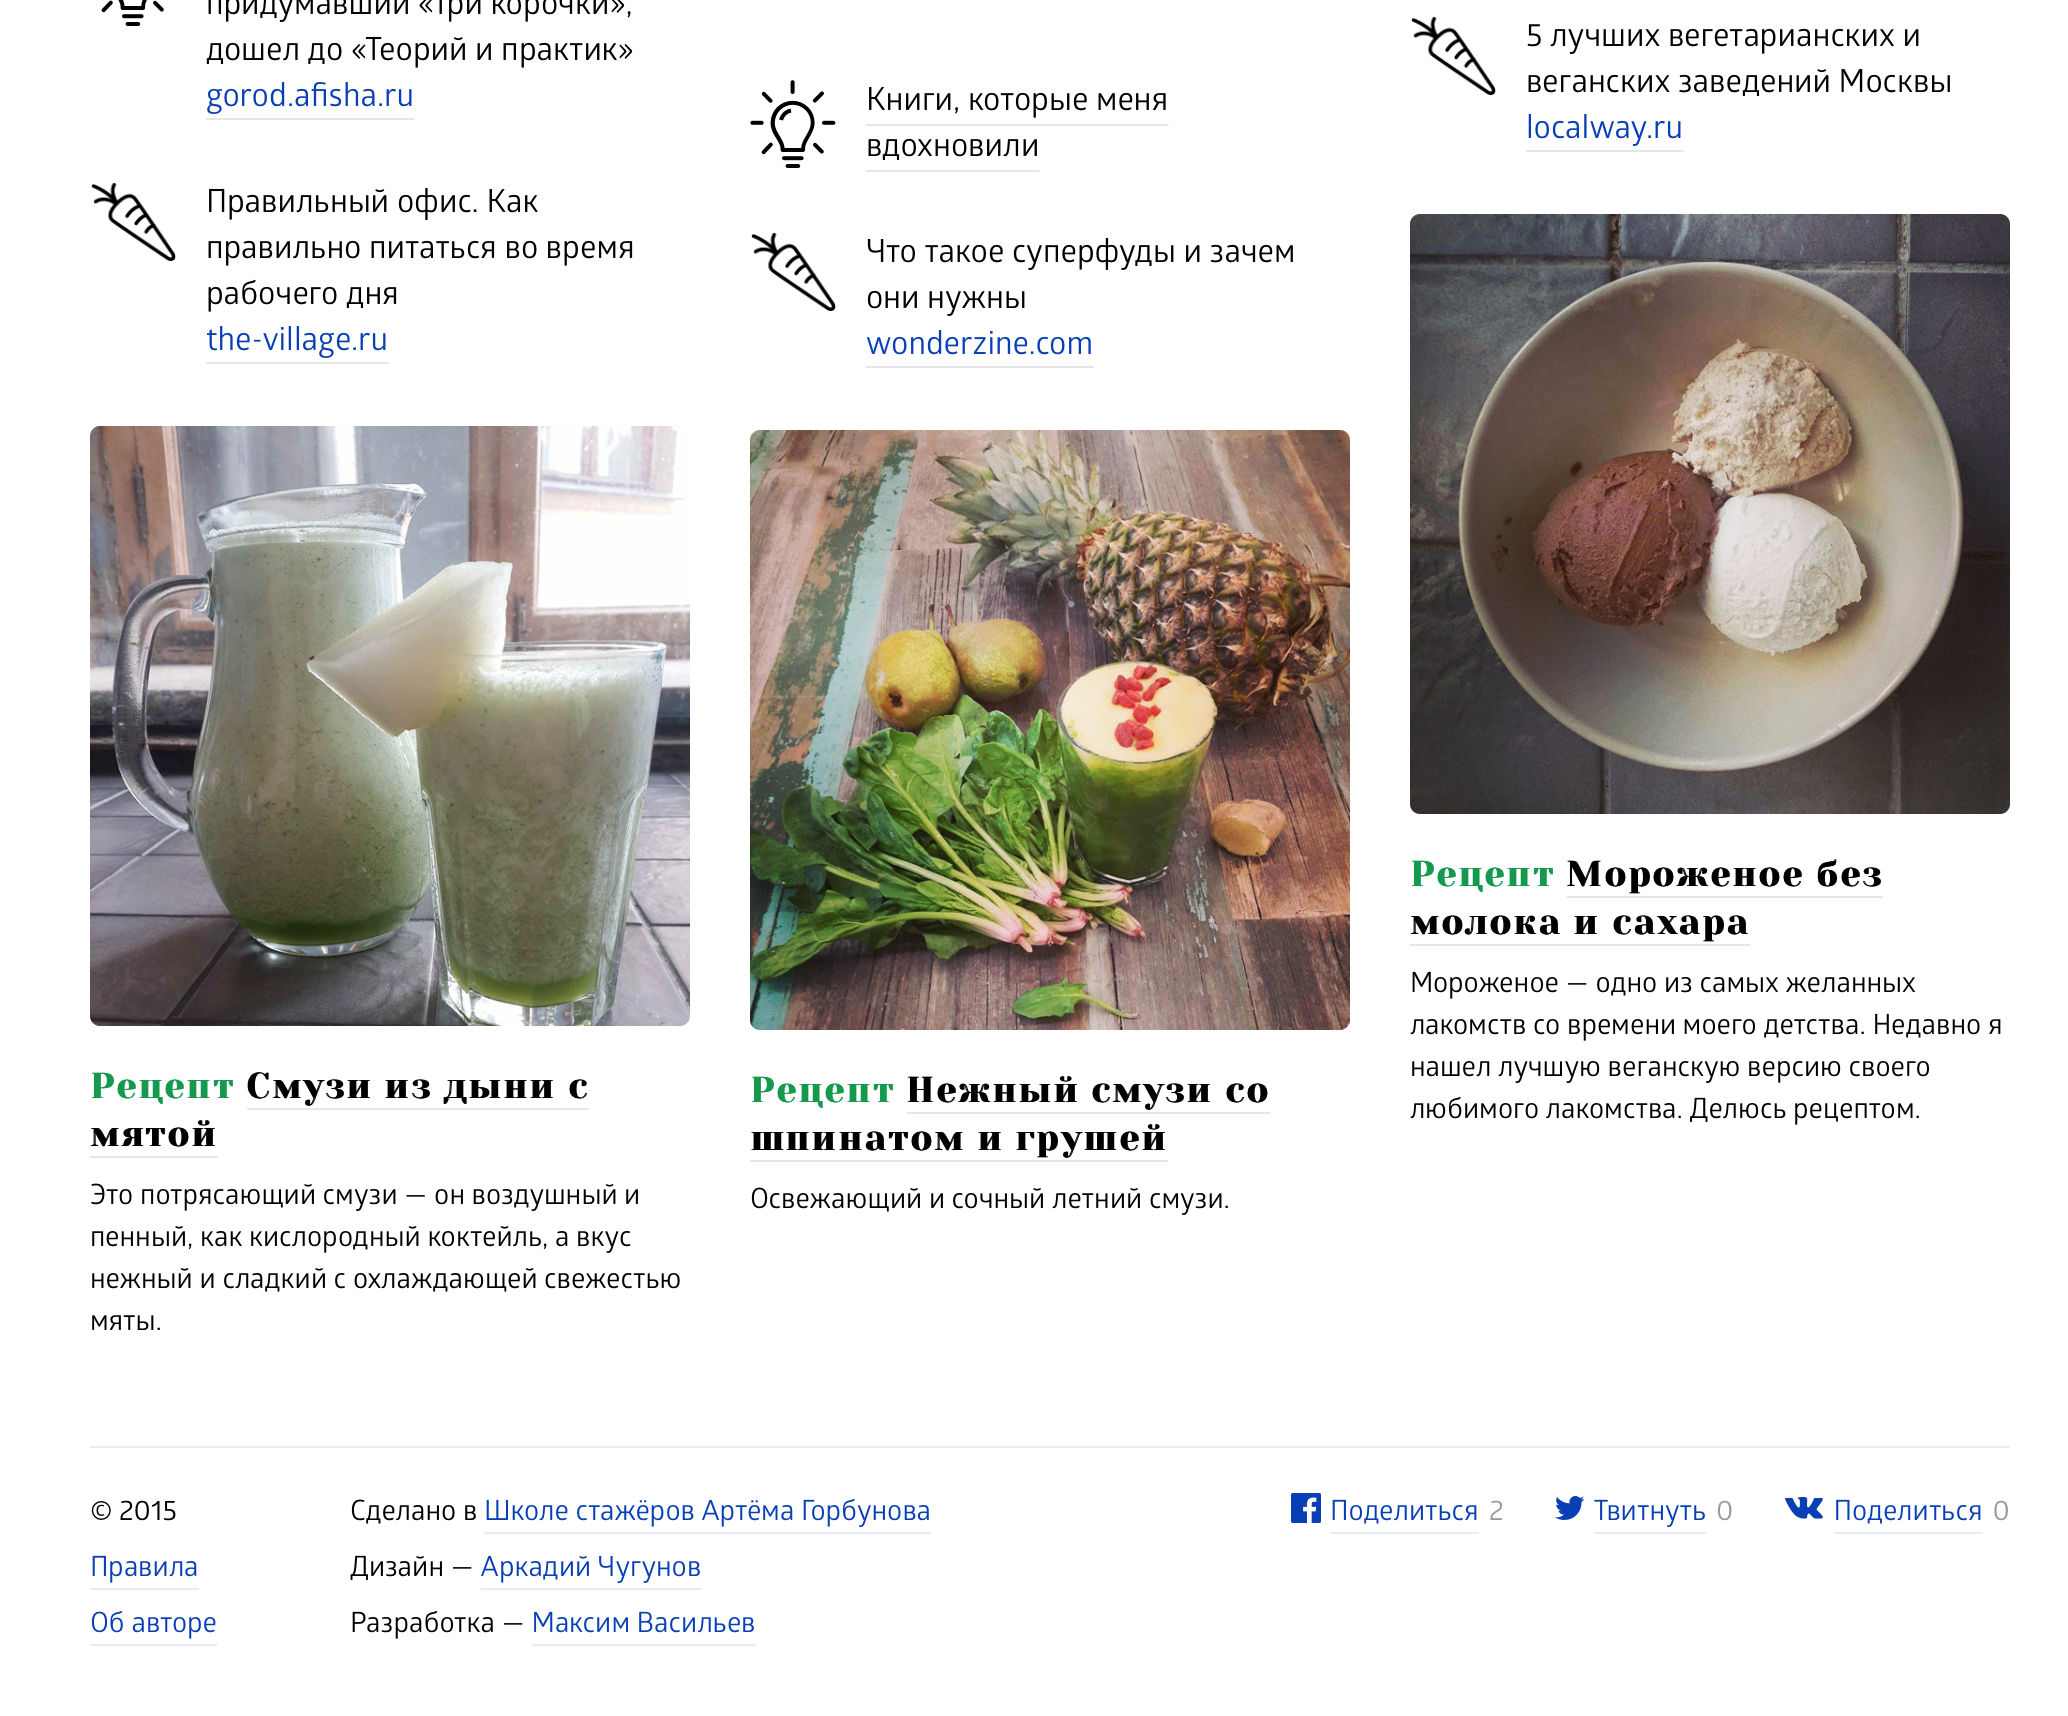 придумавший «Три корочки»,
дошел до «Теорий и практик»
gorod.afisha.ru
Правильный офис. Как
правильно питаться во время
рабочего дня
the-village.ru
Рецепт Смузи из дыни с
мятой
Это потрясающий смузи — он воздушный и
пенный, как кислородный коктейль, а вкус
нежный и сладкий с охлаждающей свежестью
мяты.
Книги, которые меня
вдохновили
Что такое суперфуды и зачем
они нужны
wonderzine.com
Рецепт Нежный смузи со
шпинатом и грушей
Освежающий и сочный летний смузи.
5 лучших вегетарианских и
веганских заведений Москвы
localway.ru
Рецепт Мороженое без
молока и сахара
Мороженое — одно из самых желанных
лакомств со времени моего детства. Недавно я
нашел лучшую веганскую версию своего
любимого лакомства. Делюсь рецептом.
© 2015
Правила
Об авторе
Сделано в Школе стажёров Артёма Горбунова
Дизайн — Аркадий Чугунов
Разработка — Максим Васильев
Поделиться 2
Твитнуть 0
Поделиться 0